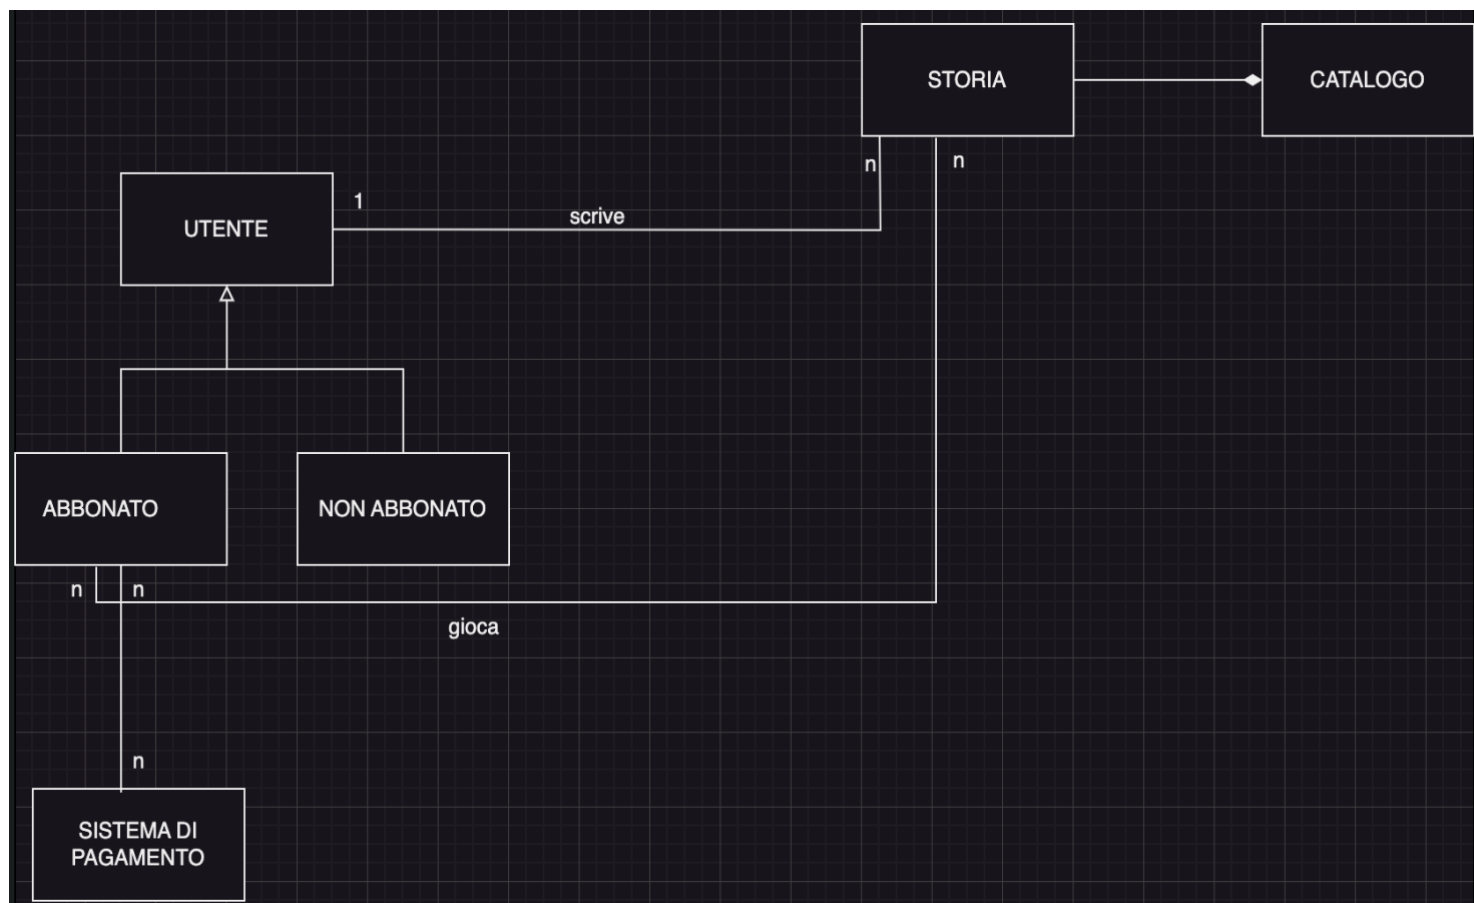 STORIA
CATALOGO
n
n
1
scrive
UTENTE
ABBONATO
NON ABBONATO
n
n
gioca
n
SISTEMA DI
PAGAMENTO